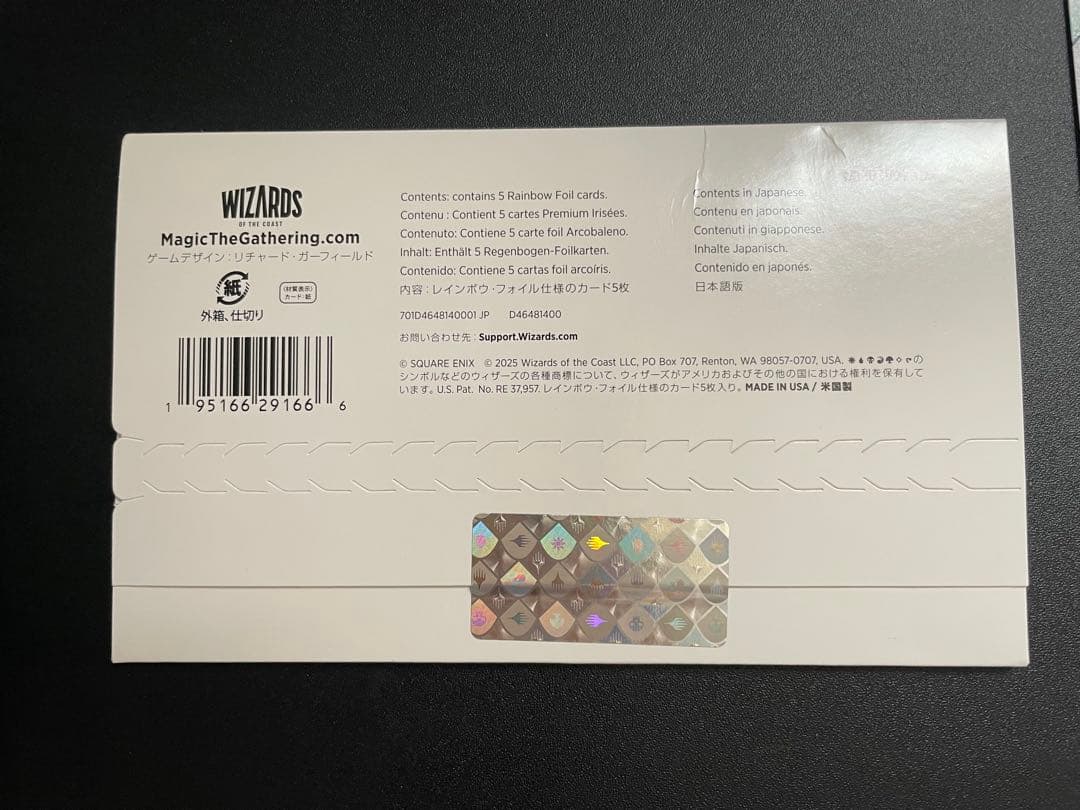 WIZARDS
OF THE COAST
MagicTheGathering.com
ゲームデザイン：リチャード・ガーフィールド
紙
外箱、仕切り
〈材質表示〉
カード：紙
1 95166 29166 6
Contents: contains 5 Rainbow Foil cards.
Contenu : Contient 5 cartes Premium Irisées.
Contenuto: Contiene 5 carte foil Arcobaleno.
Inhalt: Enthält 5 Regenbogen-Foilkarten.
Contenido: Contiene 5 cartas foil arcoíris.
内容：レインボウ・フォイル仕様のカード5枚
701D4648140001 JP D46481400
お問い合わせ先：Support.Wizards.com
© SQUARE ENIX © 2025 Wizards of the Coast LLC, PO Box 707, Renton, WA 98057-0707, USA. の
シンボルなどのウィザーズの各種商標について、ウィザーズがアメリカおよびその他の国における権利を保有して
います。U.S. Pat. No. RE 37,957. レインボウ・フォイル仕様のカード5枚入り。MADE IN USA / 米国製
Contents in Japanese.
Contenu en japonais.
Contenuti in giapponese.
Inhalte Japanisch.
Contenido en japonés.
日本語版